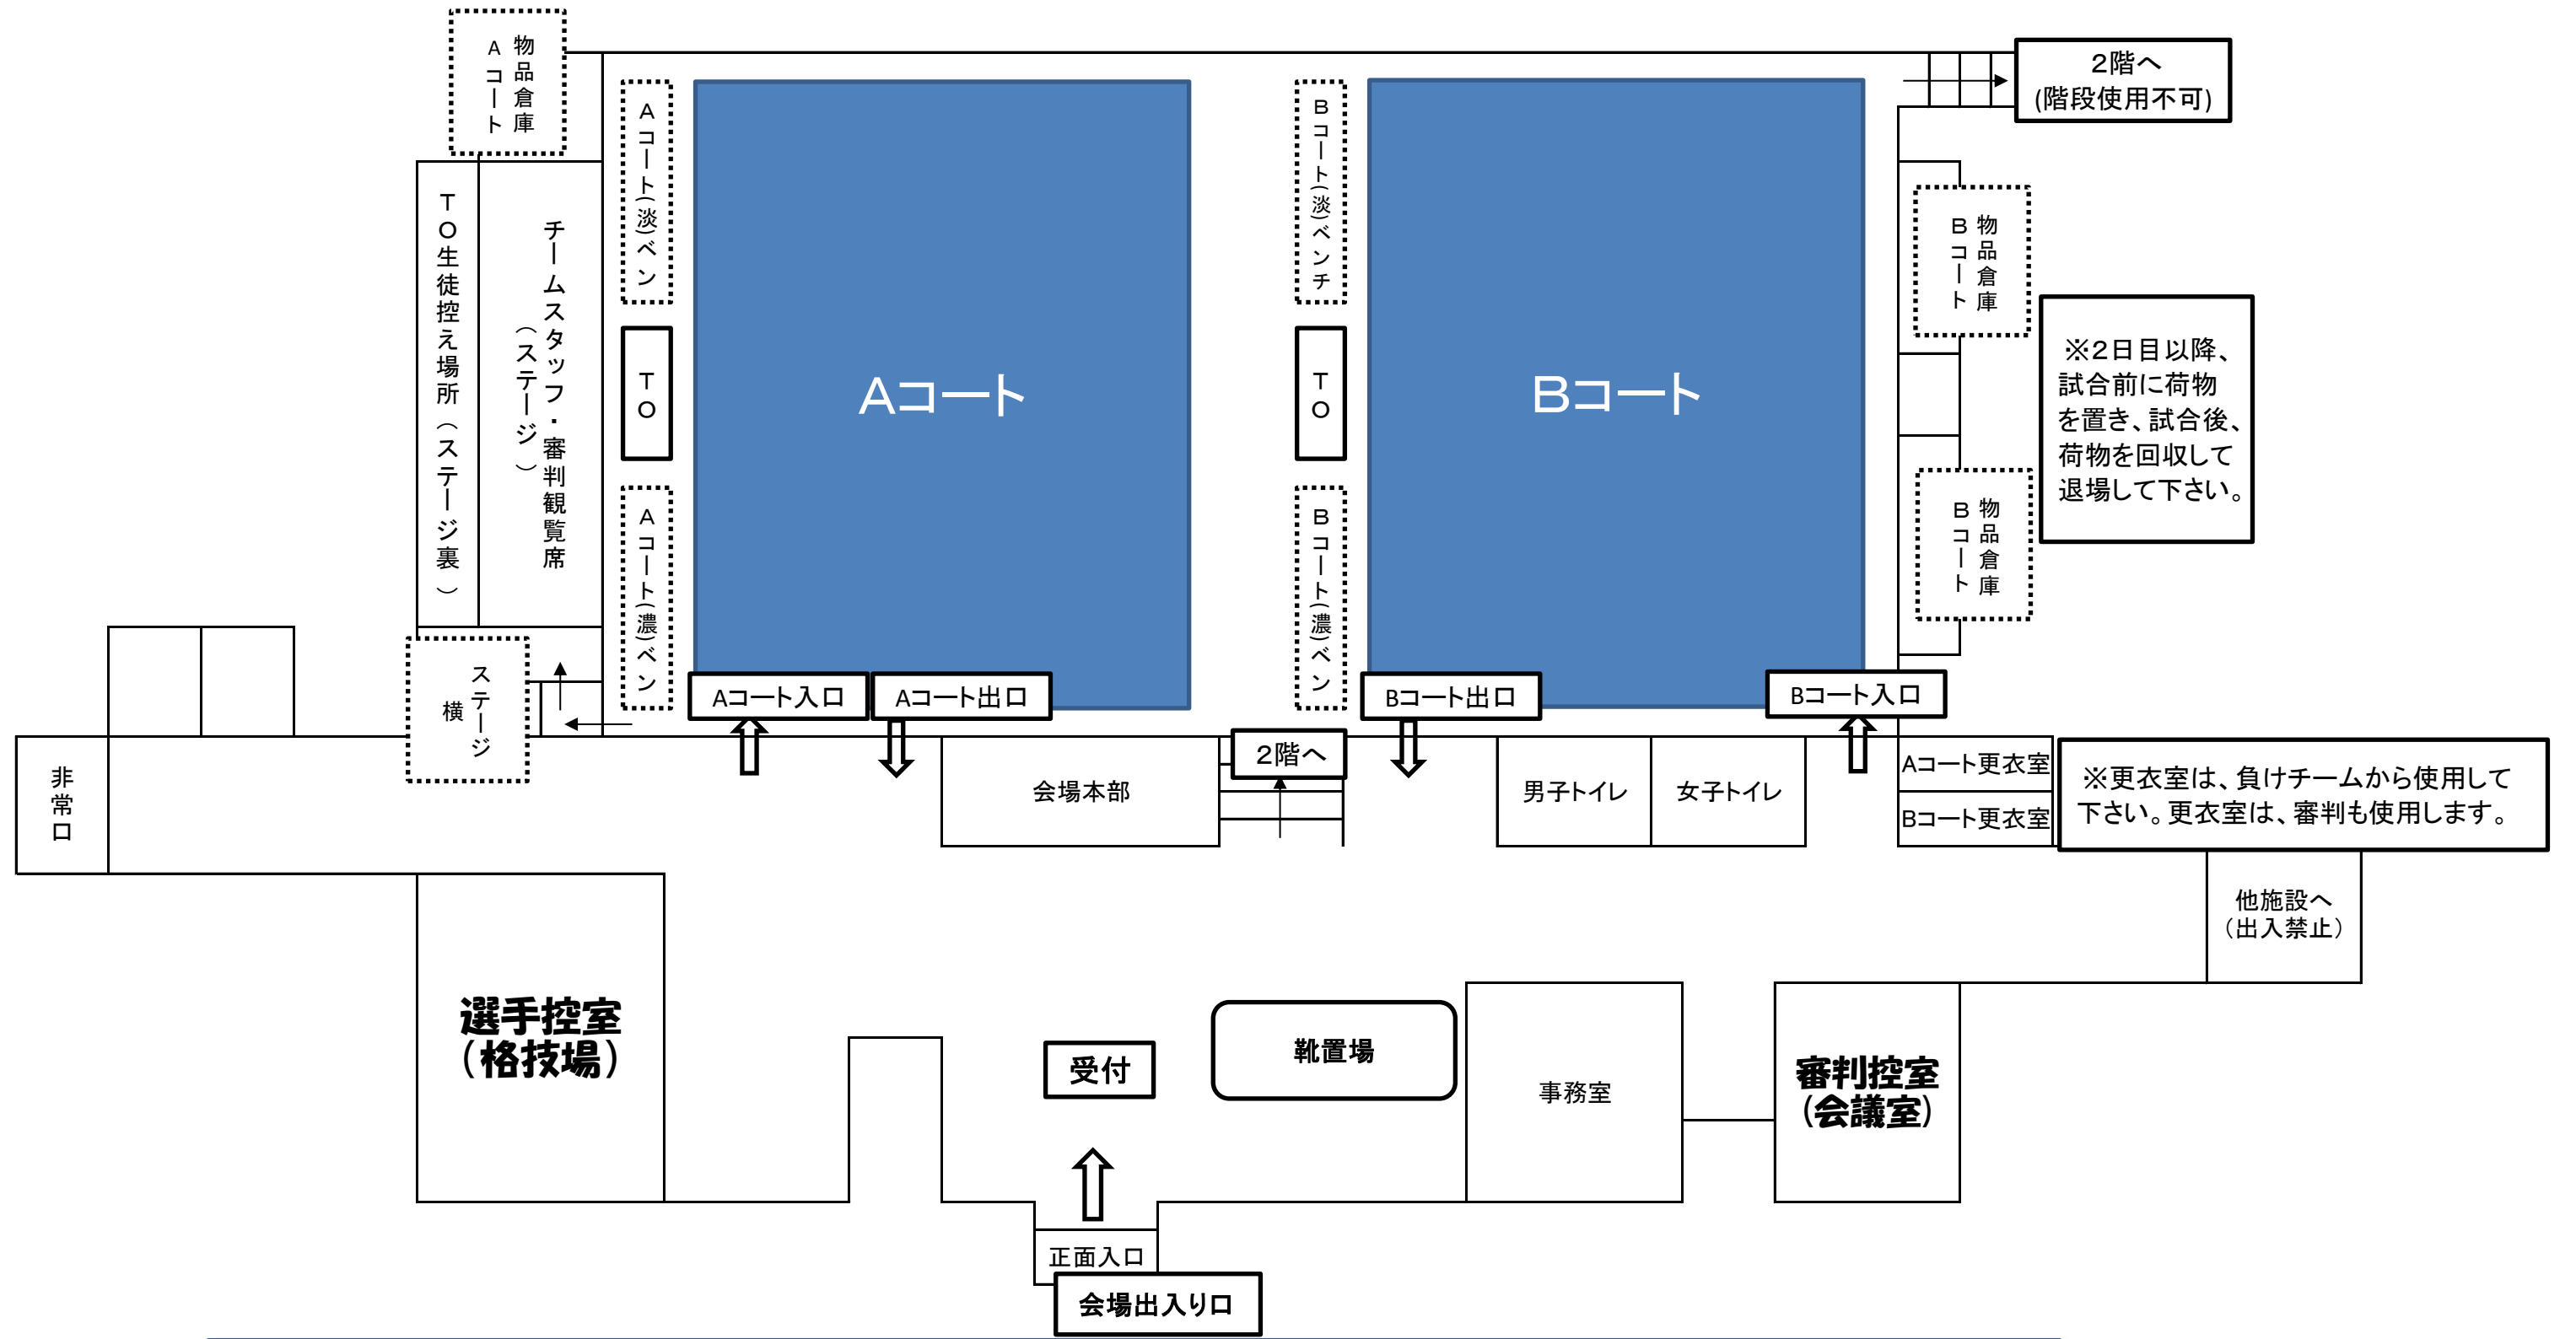 物品倉庫
Aコート
Aコート(淡)ベン
Aコート
Bコート(淡)ベンチ
Bコート
2階へ
(階段使用不可)
物品倉庫
Bコート
※2日目以降、
試合前に荷物
を置き、試合後、
荷物を回収して
退場して下さい。
物品倉庫
Bコート
TO生徒控え場所(ステージ裏)
チームスタッフ・審判観覧席
(ステージ)
TO
TO
Aコート(濃)ベン
Bコート(濃)ベン
ステージ
横
Aコート入口
Aコート出口
Bコート出口
Bコート入口
非常口
会場本部
2階へ
男子トイレ
女子トイレ
Aコート更衣室
Bコート更衣室
※更衣室は、負けチームから使用して
下さい。更衣室は、審判も使用します。
他施設へ
(出入禁止)
選手控室
(格技場)
受付
靴置場
事務室
審判控室
(会議室)
正面入口
会場出入り口